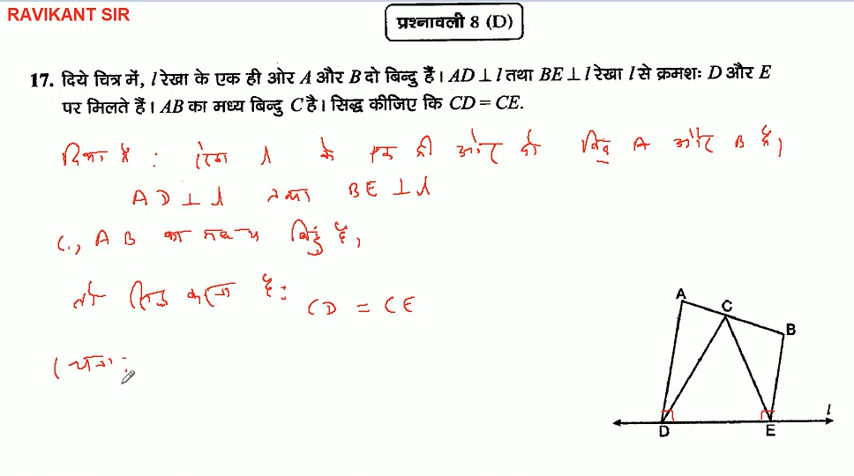 RAVIKANT SIR
प्रश्नावली 8 (D)
17. दिये चित्र में, l रेखा के एक ही ओर A और B दो बिन्दु हैं। AD ⊥ l तथा BE ⊥ l रेखा l से क्रमशः D और E
पर मिलते हैं। AB का मध्य बिन्दु C है। सिद्ध कीजिए कि CD = CE.
दिया है : रेखा l के एक ही ओर दो बिंदु A और B हैं,
AD ⊥ l तथा BE ⊥ l
C, AB का मध्य बिंदु है,
तो सिद्ध करना है : CD = CE
रचना :
A
C
B
l
D
E